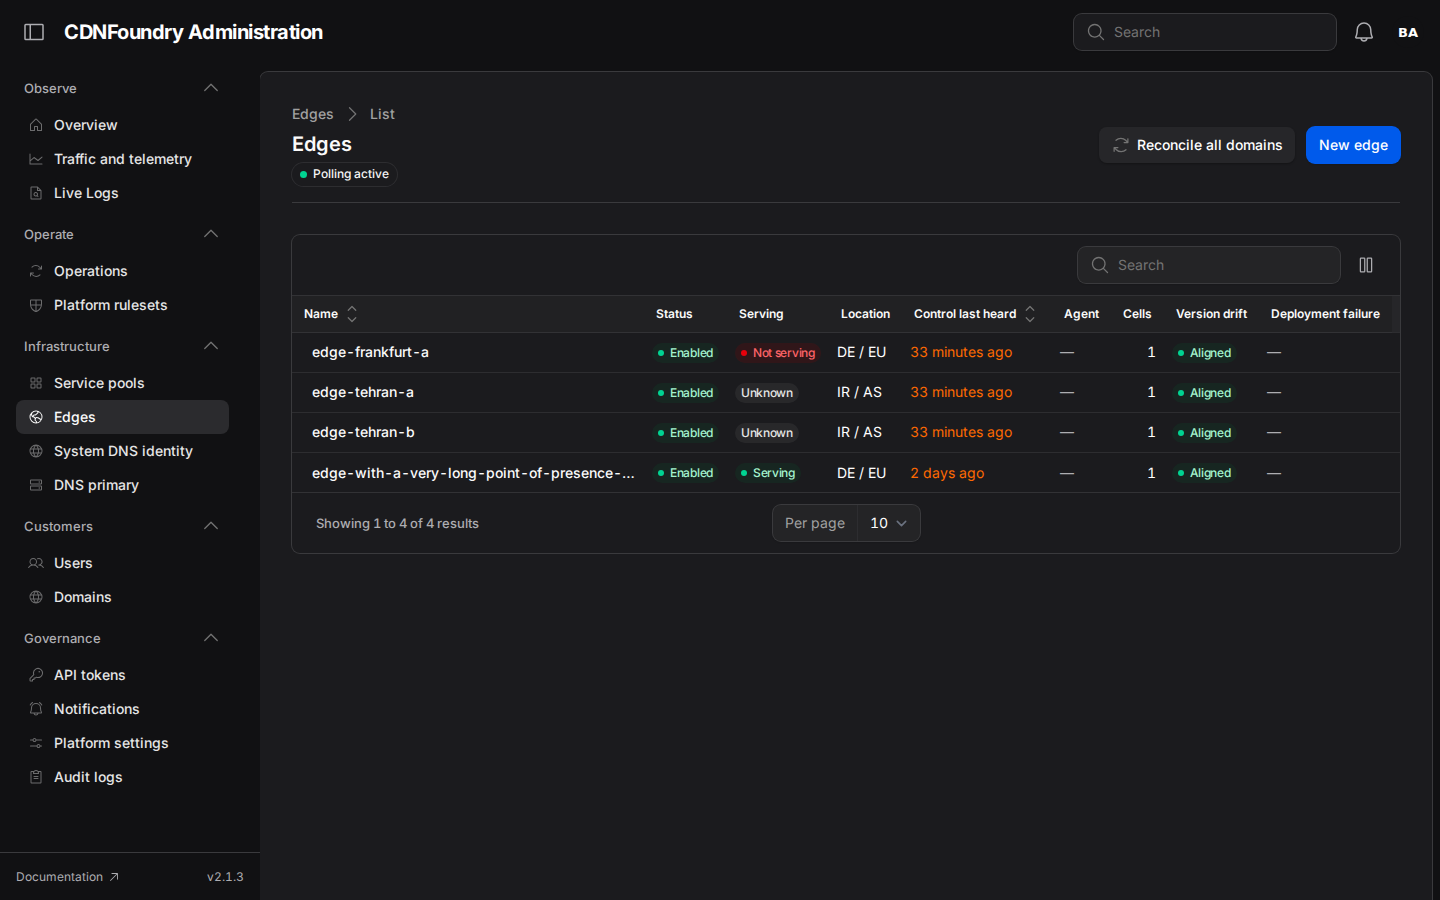 CDNFoundry Administration
Search
BA
Observe
Overview
Traffic and telemetry
Live Logs
Operate
Operations
Platform rulesets
Infrastructure
Service pools
Edges
System DNS identity
DNS primary
Customers
Users
Domains
Governance
API tokens
Notifications
Platform settings
Audit logs
Documentation
v2.1.3
Edges List
Edges
Polling active
Reconcile all domains
New edge
Search
Name Status Serving Location Control last heard Agent Cells Version drift Deployment failure
edge-frankfurt-a Enabled Not serving DE / EU 33 minutes ago — 1 Aligned —
edge-tehran-a Enabled Unknown IR / AS 33 minutes ago — 1 Aligned —
edge-tehran-b Enabled Unknown IR / AS 33 minutes ago — 1 Aligned —
edge-with-a-very-long-point-of-presence-... Enabled Serving DE / EU 2 days ago — 1 Aligned —
Showing 1 to 4 of 4 results
Per page 10